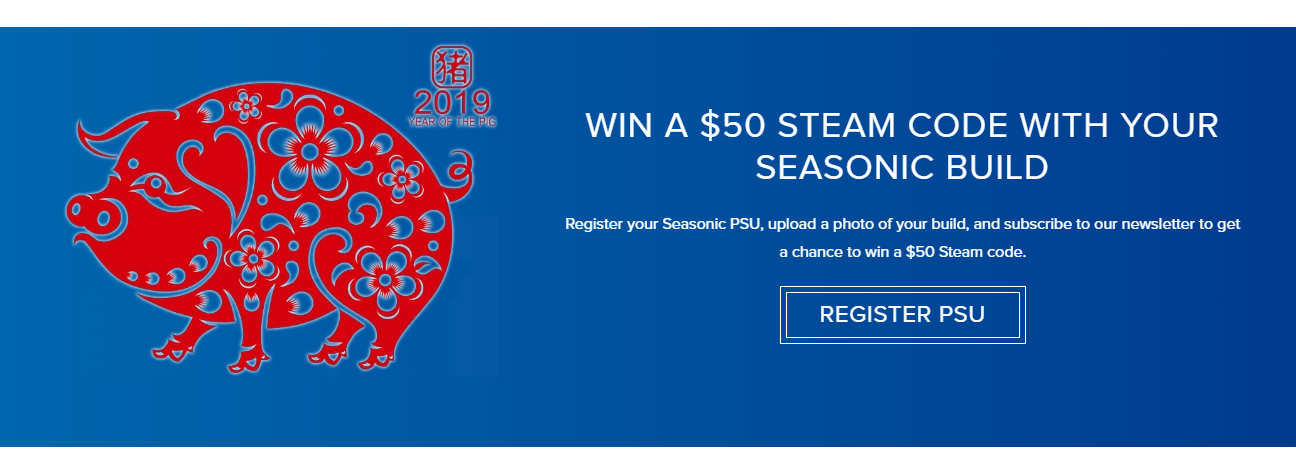 猪
2019
YEAR OF THE PIG
WIN A $50 STEAM CODE WITH YOUR
SEASONIC BUILD
Register your Seasonic PSU, upload a photo of your build, and subscribe to our newsletter to get
a chance to win a $50 Steam code.
REGISTER PSU